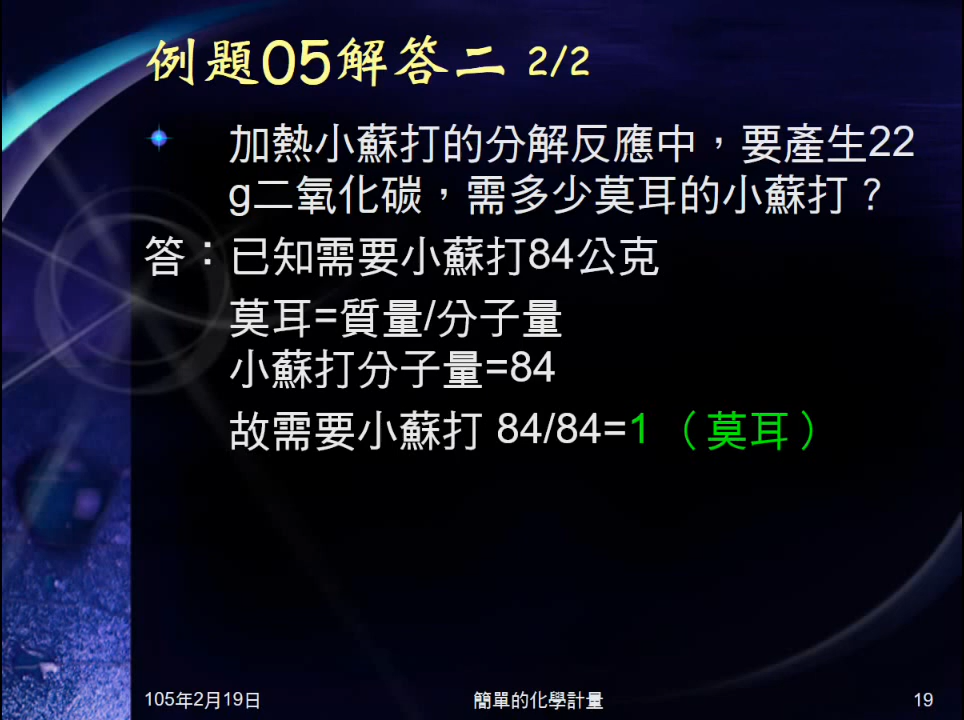 例題05解答二 2/2
加熱小蘇打的分解反應中，要產生22
g二氧化碳，需多少莫耳的小蘇打？
答：已知需要小蘇打84公克
莫耳=質量/分子量
小蘇打分子量=84
故需要小蘇打 84/84=1（莫耳）
105年2月19日
簡單的化學計量
19